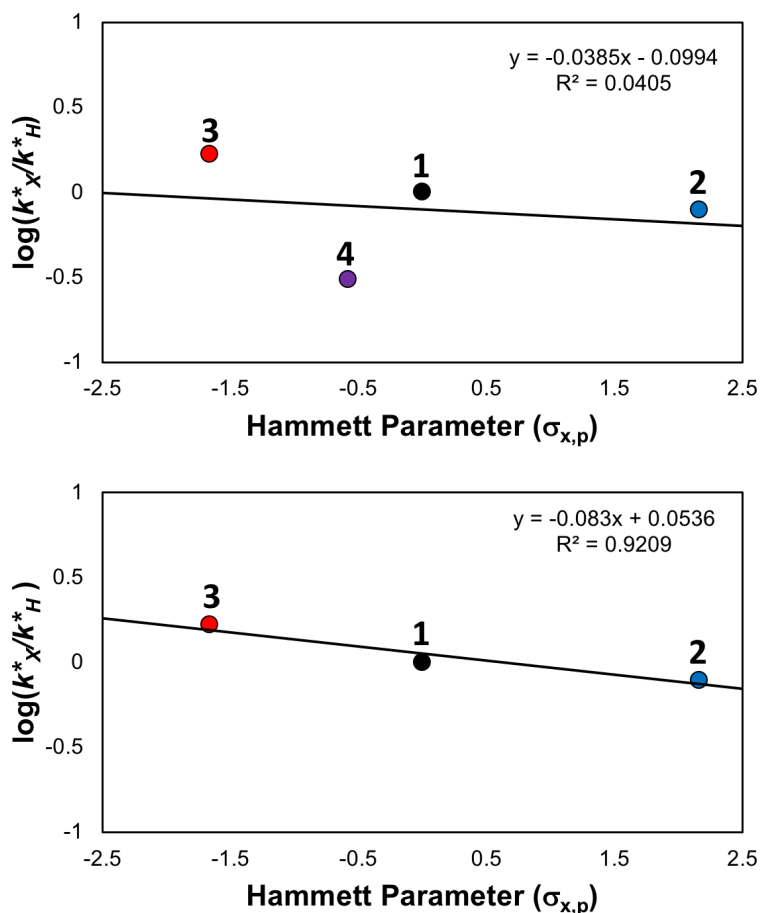 1
y = -0.0385x - 0.0994
R² = 0.0405
0.5
3
1
2
0
4
-0.5
-1
-2.5 -1.5 -0.5 0.5 1.5 2.5
log(k*X/k*H)
Hammett Parameter (σx,p)
1
y = -0.083x + 0.0536
R² = 0.9209
0.5
3
1
2
0
-0.5
-1
-2.5 -1.5 -0.5 0.5 1.5 2.5
log(k*X/k*H)
Hammett Parameter (σx,p)